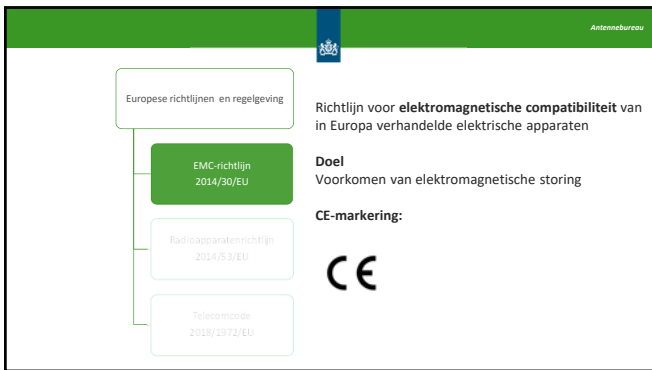 Antennebureau
Europese richtlijnen en regelgeving
EMC-richtlijn
2014/30/EU
Radioapparatenrichtlijn
2014/53/EU
Telecomcode
2018/1972/EU
Richtlijn voor elektromagnetische compatibiliteit van
in Europa verhandelde elektrische apparaten
Doel
Voorkomen van elektromagnetische storing
CE-markering:
CE